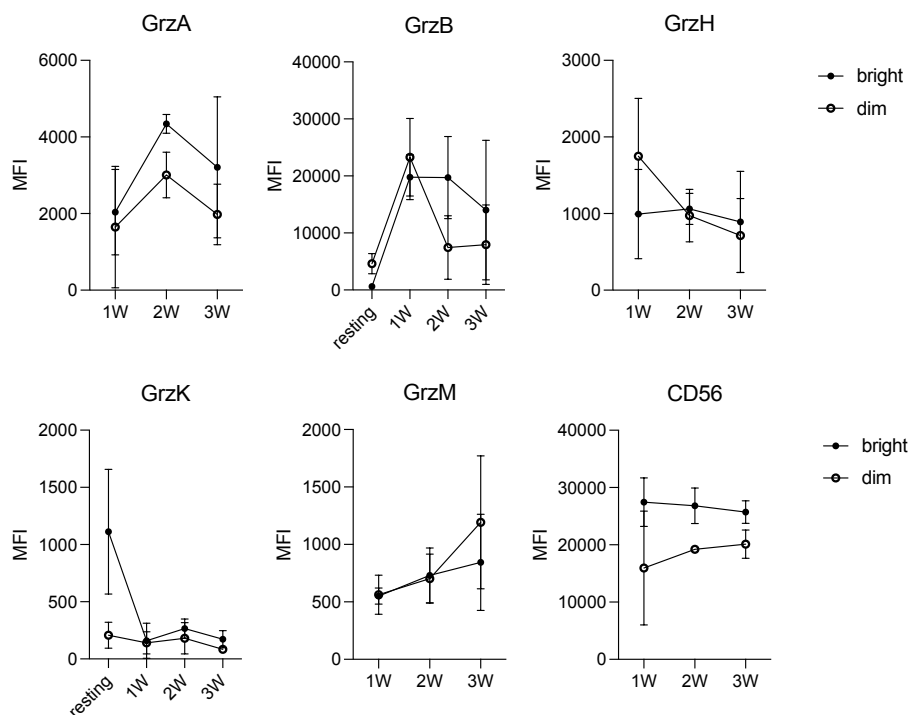 GrzA
GrzB
GrzH
6000
4000
2000
0
MFI
1W
2W
3W
40000
30000
20000
10000
0
MFI
resting
1W
2W
3W
3000
2000
1000
0
MFI
1W
2W
3W
bright
dim
GrzK
GrzM
CD56
2000
1500
1000
500
0
MFI
resting
1W
2W
3W
2000
1500
1000
500
0
MFI
1W
2W
3W
40000
30000
20000
10000
0
MFI
1W
2W
3W
bright
dim